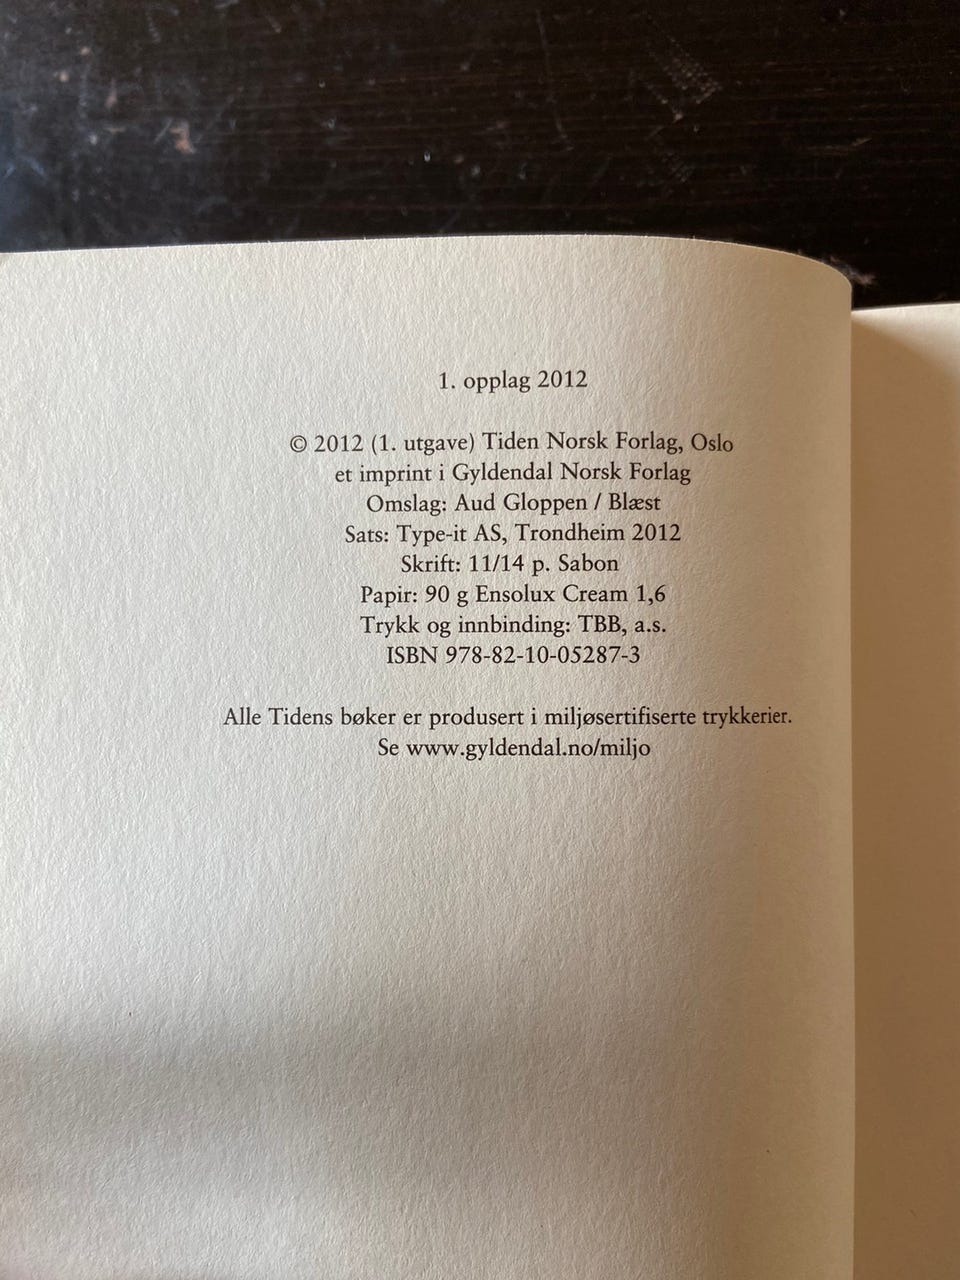 1. opplag 2012
© 2012 (1. utgave) Tiden Norsk Forlag, Oslo
et imprint i Gyldendal Norsk Forlag
Omslag: Aud Gloppen / Blæst
Sats: Type-it AS, Trondheim 2012
Skrift: 11/14 p. Sabon
Papir: 90 g Ensolux Cream 1,6
Trykk og innbinding: TBB, a.s.
ISBN 978-82-10-05287-3
Alle Tidens bøker er produsert i miljøsertifiserte trykkerier.
Se www.gyldendal.no/miljo